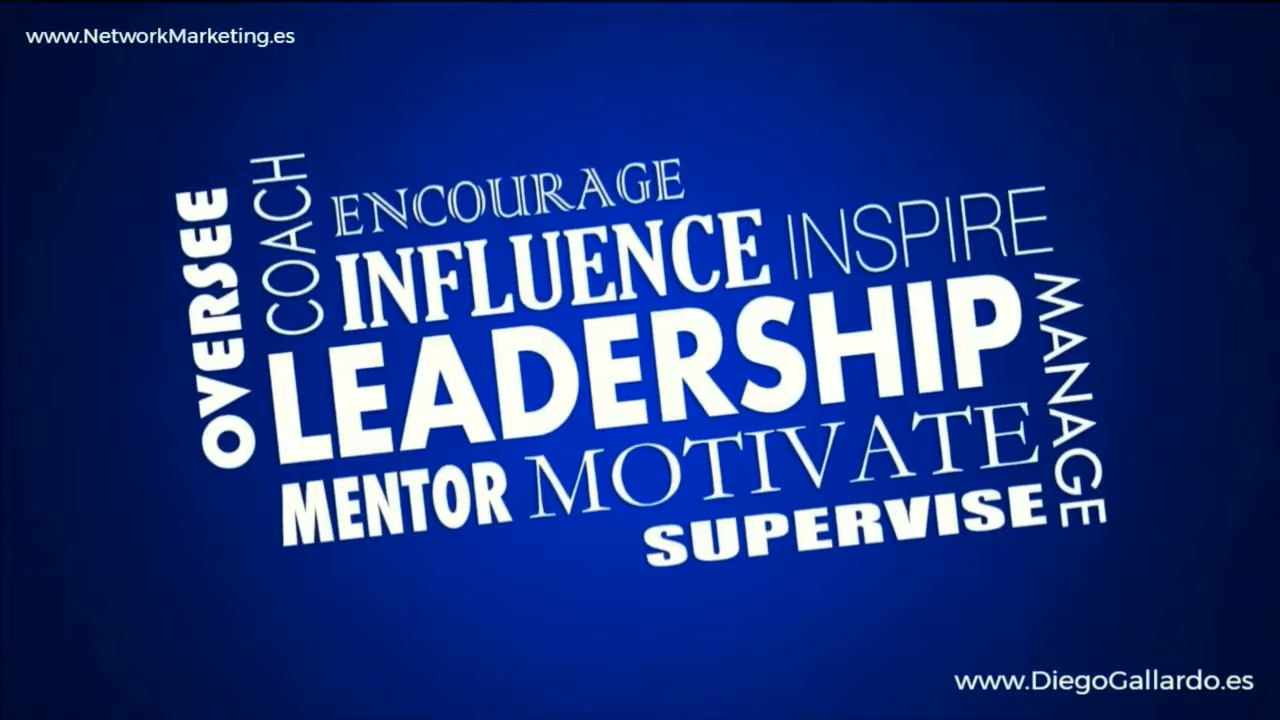 www.NetworkMarketing.es
OVERSEE
COACH
ENCOURAGE
INFLUENCE INSPIRE
LEADERSHIP
MANAGE
MENTOR MOTIVATE
SUPERVISE
www.DiegoGallardo.es